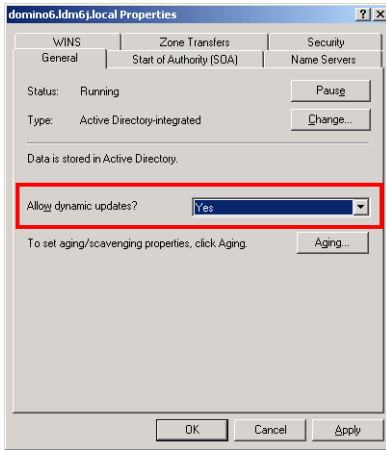 domino6.ldm6j.local Properties
WINS Zone Transfers Security
General Start of Authority (SOA) Name Servers
Status: Running Pause
Type: Active Directory-integrated Change...
Data is stored in Active Directory.
Allow dynamic updates? Yes
To set aging/scavenging properties, click Aging. Aging...
OK Cancel Apply